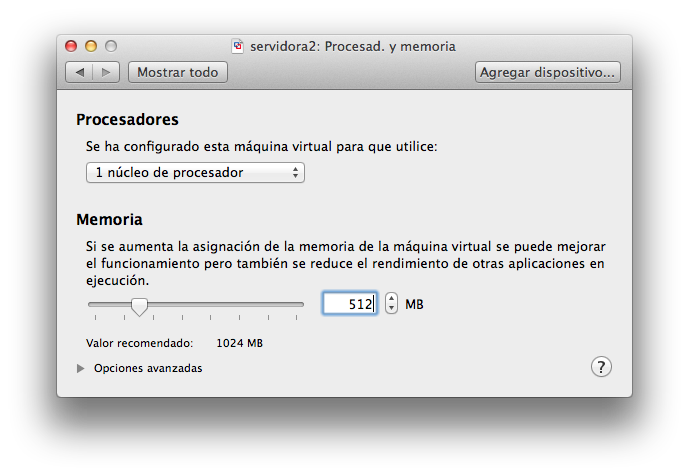 servidora2: Procesad. y memoria
Mostrar todo
Agregar dispositivo...
Procesadores
Se ha configurado esta máquina virtual para que utilice:
1 núcleo de procesador
Memoria
Si se aumenta la asignación de la memoria de la máquina virtual se puede mejorar
el funcionamiento pero también se reduce el rendimiento de otras aplicaciones en
ejecución.
512 MB
Valor recomendado: 1024 MB
Opciones avanzadas
?